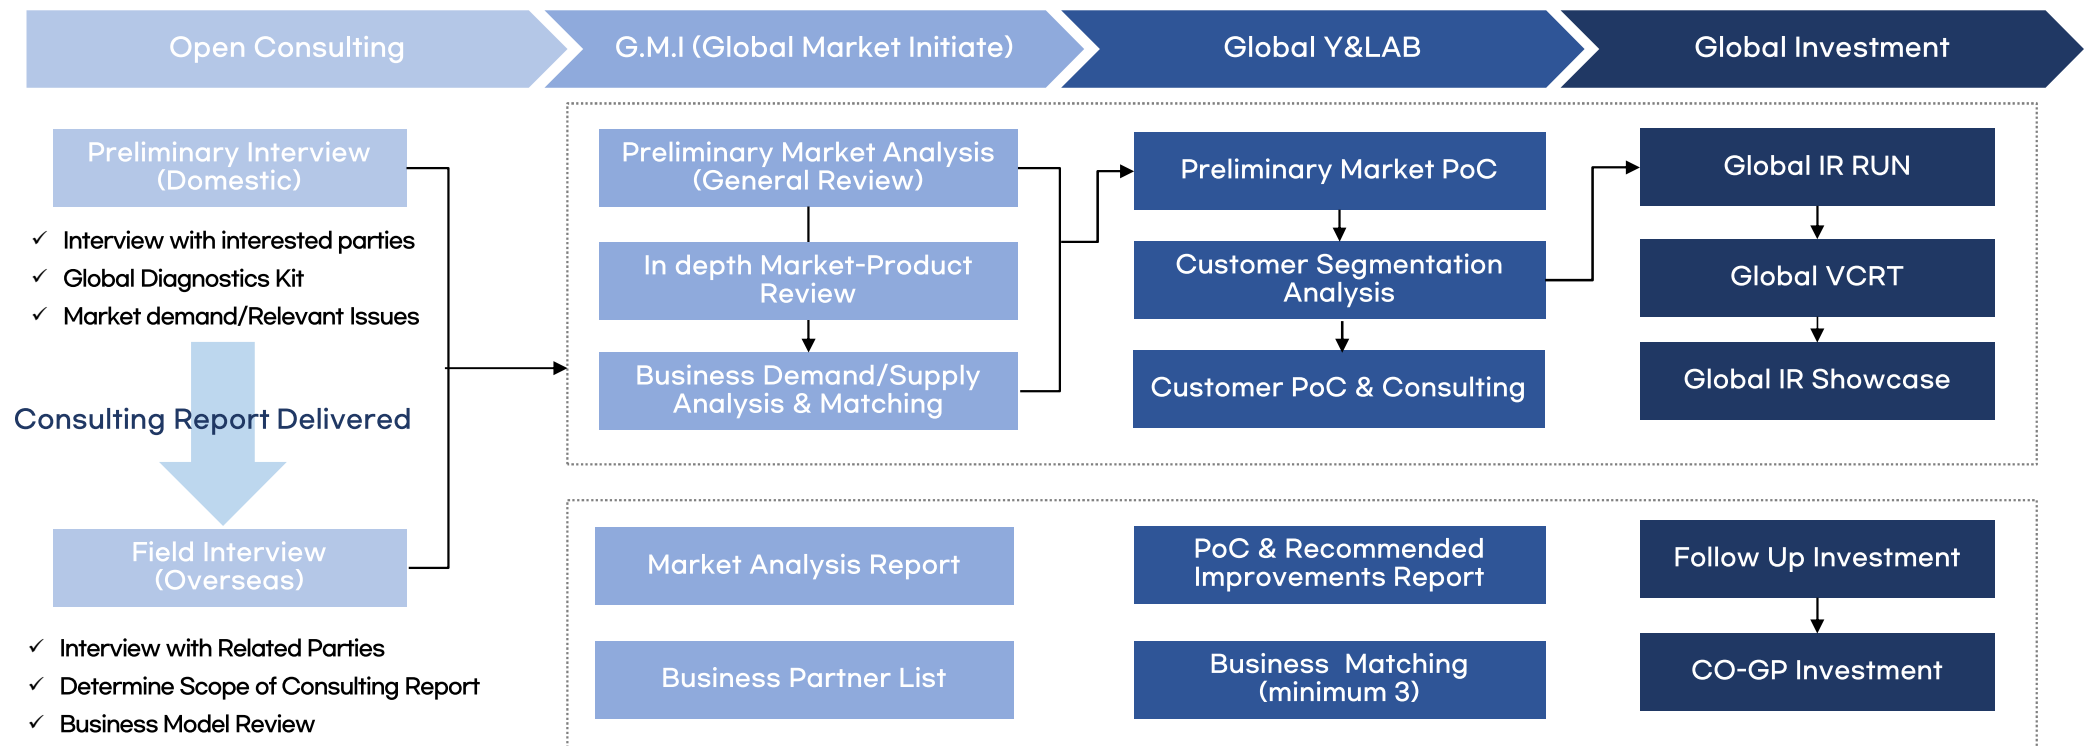 Open Consulting
G.M.I (Global Market Initiate)
Global Y&LAB
Global Investment
Preliminary Interview
(Domestic)
✓ Interview with interested parties
✓ Global Diagnostics Kit
✓ Market demand/Relevant Issues
Consulting Report Delivered
Field Interview
(Overseas)
✓ Interview with Related Parties
✓ Determine Scope of Consulting Report
✓ Business Model Review
Preliminary Market Analysis
(General Review)
In depth Market-Product
Review
Business Demand/Supply
Analysis & Matching
Preliminary Market PoC
Customer Segmentation
Analysis
Customer PoC & Consulting
Global IR RUN
Global VCRT
Global IR Showcase
Market Analysis Report
Business Partner List
PoC & Recommended
Improvements Report
Business  Matching
(minimum 3)
Follow Up Investment
CO-GP Investment